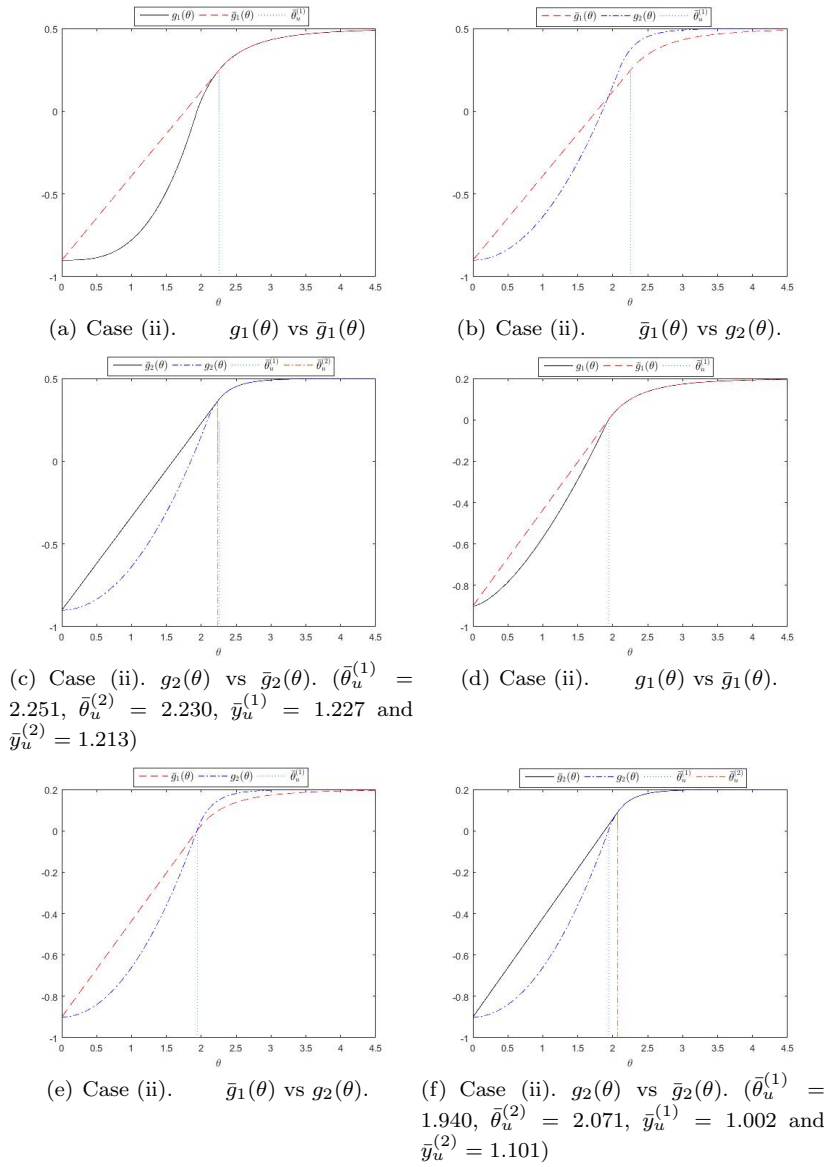 g₁(θ) ḡ₁(θ) θ̄ᵤ⁽¹⁾
0.5
0
-0.5
-1
0 0.5 1 1.5 2 2.5 3 3.5 4 4.5
θ
(a) Case (ii). g₁(θ) vs ḡ₁(θ)
ḡ₁(θ) g₂(θ) θ̄ᵤ⁽¹⁾
0.5
0
-0.5
-1
0 0.5 1 1.5 2 2.5 3 3.5 4 4.5
θ
(b) Case (ii). ḡ₁(θ) vs g₂(θ).
ḡ₂(θ) g₂(θ) θ̄ᵤ⁽¹⁾ θ̄ᵤ⁽²⁾
0.5
0
-0.5
-1
0 0.5 1 1.5 2 2.5 3 3.5 4 4.5
θ
(c) Case (ii). g₂(θ) vs ḡ₂(θ). (θ̄ᵤ⁽¹⁾ =
2.251, θ̄ᵤ⁽²⁾ = 2.230, ȳᵤ⁽¹⁾ = 1.227 and
ȳᵤ⁽²⁾ = 1.213)
g₁(θ) ḡ₁(θ) θ̄ᵤ⁽¹⁾
0.2
0
-0.2
-0.4
-0.6
-0.8
-1
0 0.5 1 1.5 2 2.5 3 3.5 4 4.5
θ
(d) Case (ii). g₁(θ) vs ḡ₁(θ).
ḡ₁(θ) g₂(θ) θ̄ᵤ⁽¹⁾
0.2
0
-0.2
-0.4
-0.6
-0.8
-1
0 0.5 1 1.5 2 2.5 3 3.5 4 4.5
θ
(e) Case (ii). ḡ₁(θ) vs g₂(θ).
ḡ₂(θ) g₂(θ) θ̄ᵤ⁽¹⁾ θ̄ᵤ⁽²⁾
0.2
0
-0.2
-0.4
-0.6
-0.8
-1
0 0.5 1 1.5 2 2.5 3 3.5 4 4.5
θ
(f) Case (ii). g₂(θ) vs ḡ₂(θ). (θ̄ᵤ⁽¹⁾ =
1.940, θ̄ᵤ⁽²⁾ = 2.071, ȳᵤ⁽¹⁾ = 1.002 and
ȳᵤ⁽²⁾ = 1.101)